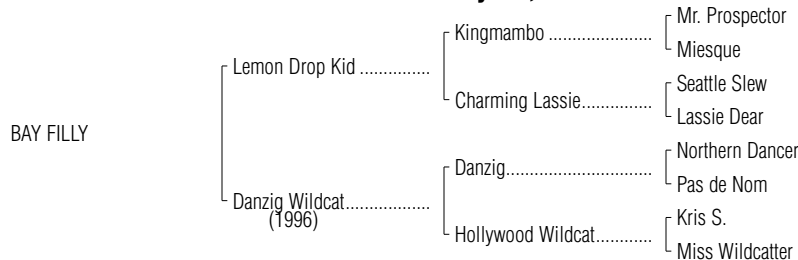 Mr. Prospector
Kingmambo .....................
Miesque
Lemon Drop Kid ...............
Seattle Slew
Charming Lassie..............
Lassie Dear
BAY FILLY
Northern Dancer
Danzig.............................
Pas de Nom
Danzig Wildcat.................
(1996)
Kris S.
Hollywood Wildcat............
Miss Wildcatter